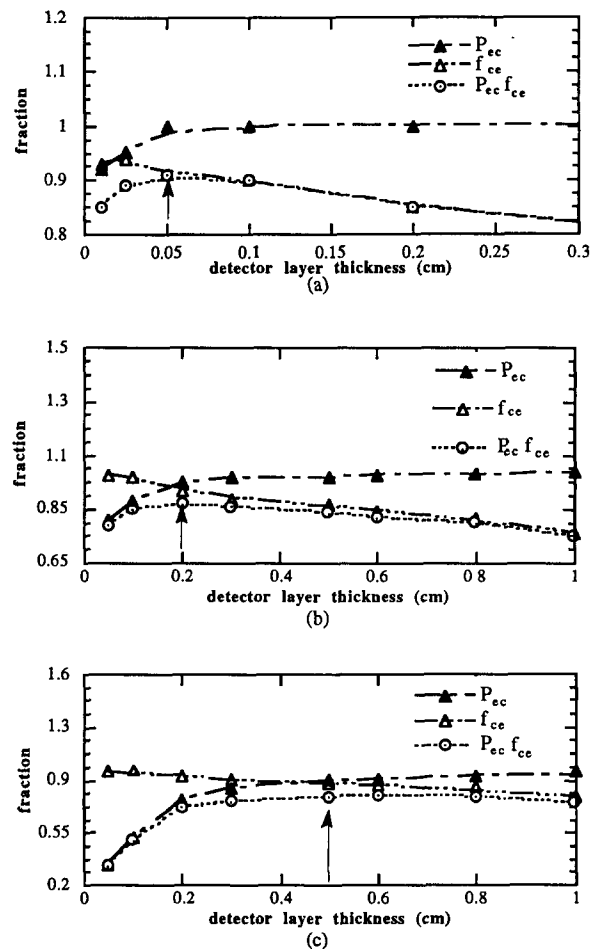 1.2
1.1
1
0.9
0.8
fraction
P_ec
f_ce
P_ec f_ce
0 0.05 0.1 0.15 0.2 0.25 0.3
detector layer thickness (cm)
(a)
1.5
1.3
1.1
0.85
0.65
fraction
P_ec
f_ce
P_ec f_ce
0 0.2 0.4 0.6 0.8 1
detector layer thickness (cm)
(b)
1.6
1.3
0.9
0.55
0.2
fraction
P_ec
f_ce
P_ec f_ce
0 0.2 0.4 0.6 0.8 1
detector layer thickness (cm)
(c)